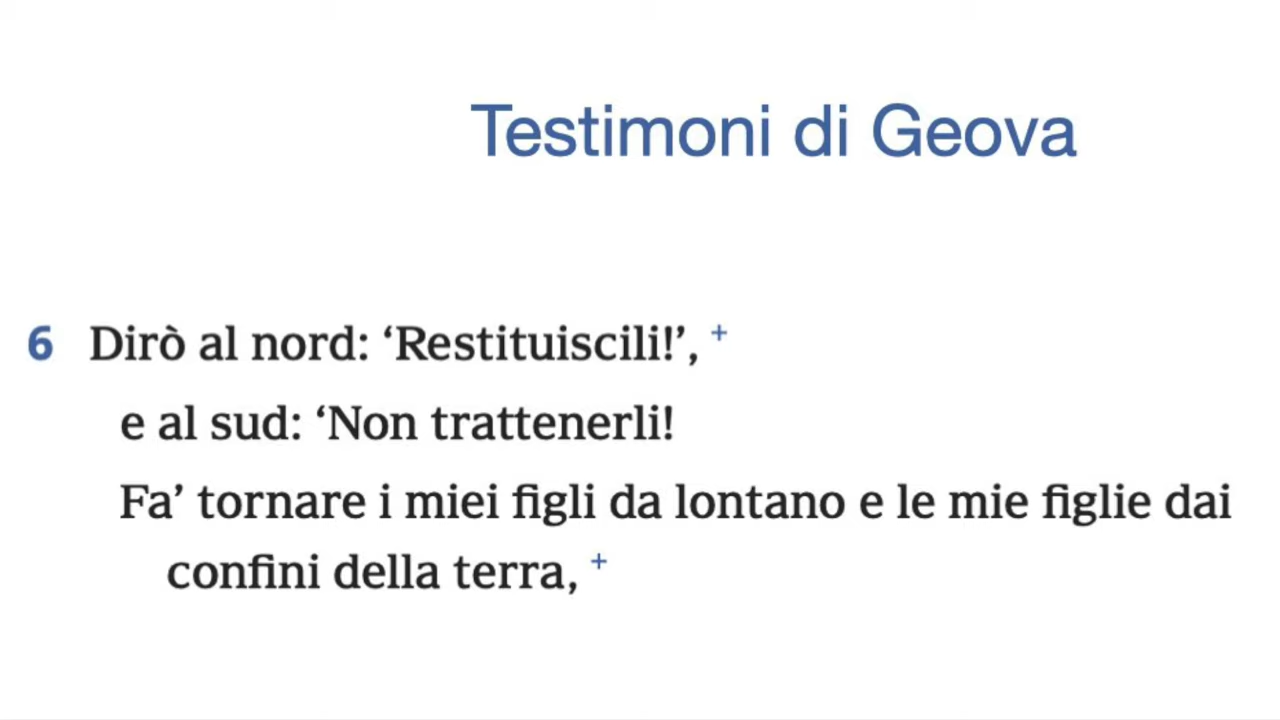 Testimoni di Geova
6 Dirò al nord: ‘Restituiscili!’, +
e al sud: ‘Non trattenerli!
Fa’ tornare i miei figli da lontano e le mie figlie dai
confini della terra, +